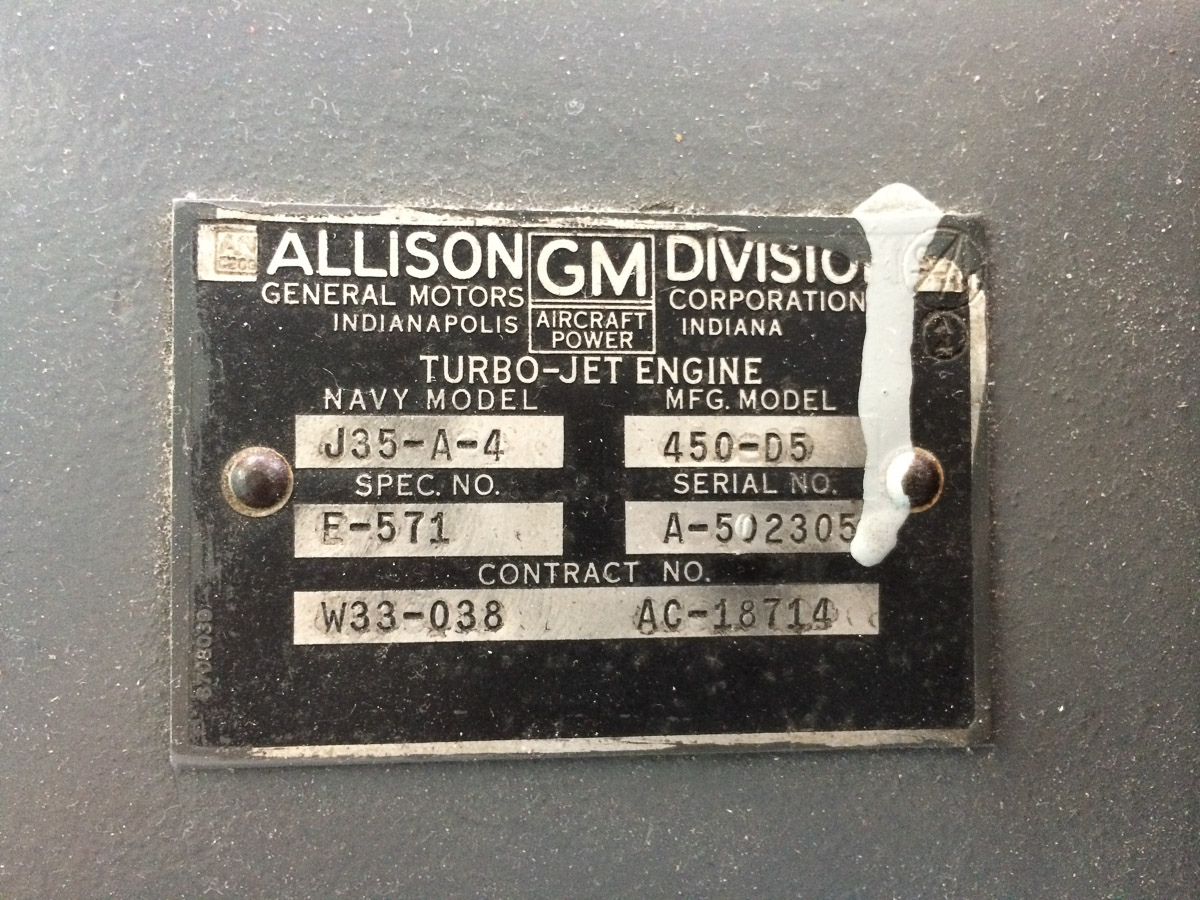 ALLISON GM DIVISIO
GENERAL MOTORS CORPORATION
INDIANAPOLIS AIRCRAFT POWER INDIANA
TURBO-JET ENGINE
NAVY MODEL MFG. MODEL
J35-A-4 450-D5
SPEC. NO. SERIAL NO.
E-571 A-502305
CONTRACT NO.
W33-038 AC-18714